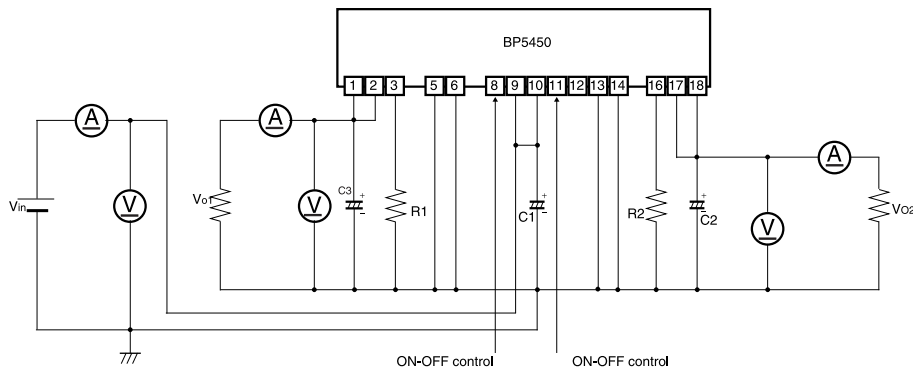 BP5450
1 2 3 5 6 8 9 10 11 12 13 14 16 17 18
A A A
Vin V Vo1 V C3 + − R1 C1 + − R2 + − C2 V VO2
ON-OFF control ON-OFF control